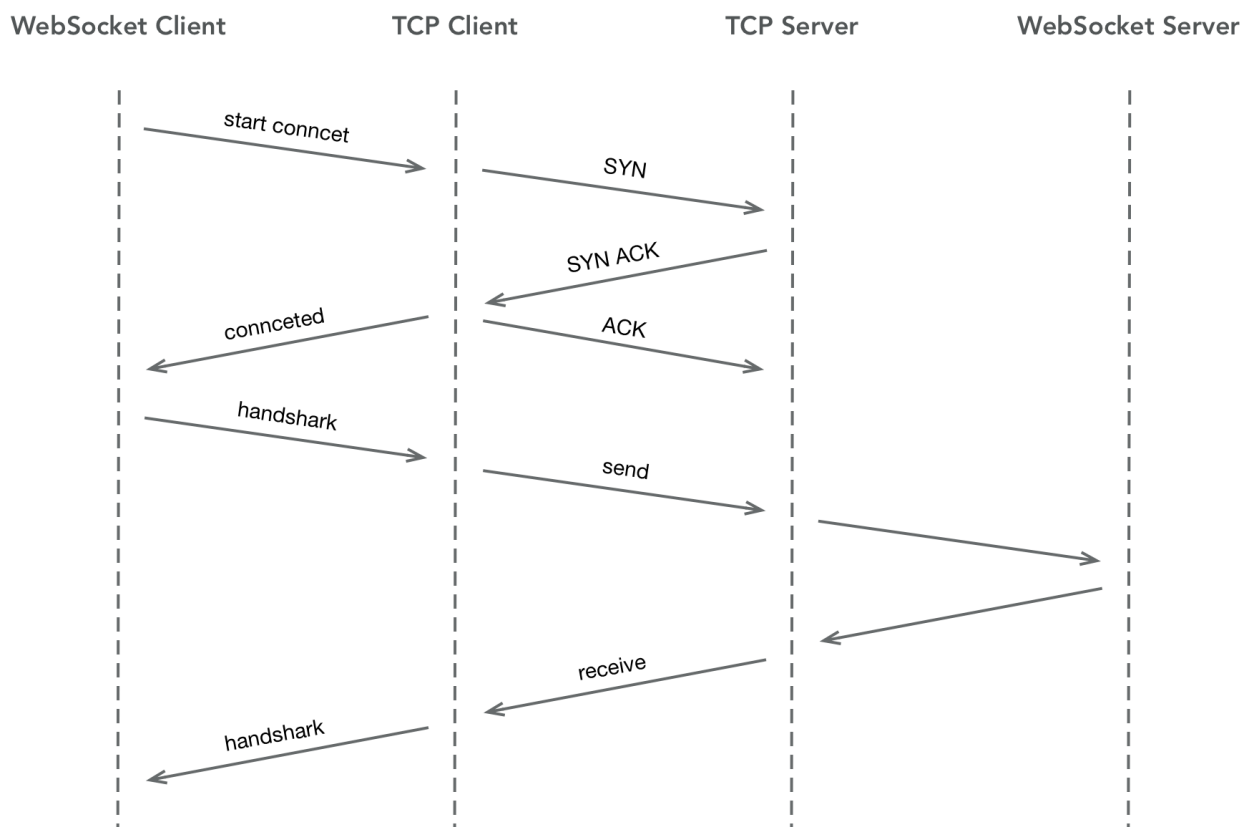 WebSocket Client
TCP Client
TCP Server
WebSocket Server
start conncet
SYN
SYN ACK
connceted
ACK
handshark
send
receive
handshark